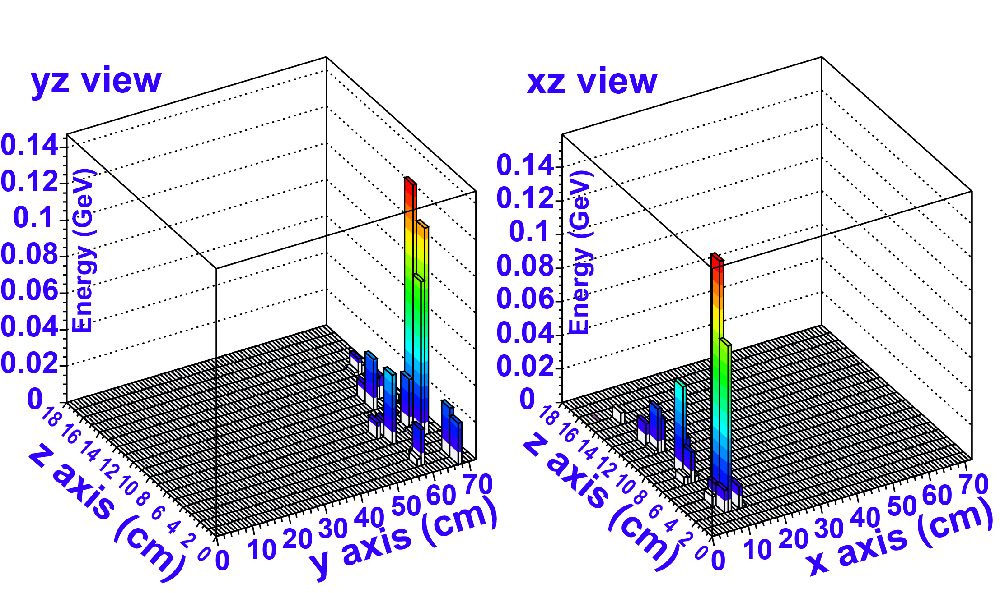 yz view
0.14
0.12
0.1
0.08
0.06
0.04
0.02
0
Energy (GeV)
18 16 14 12 10 8 6 4 2 0
z axis (cm)
0 10 20 30 40 50 60 70
y axis (cm)
xz view
0.14
0.12
0.1
0.08
0.06
0.04
0.02
0
Energy (GeV)
18 16 14 12 10 8 6 4 2 0
z axis (cm)
0 10 20 30 40 50 60 70
x axis (cm)